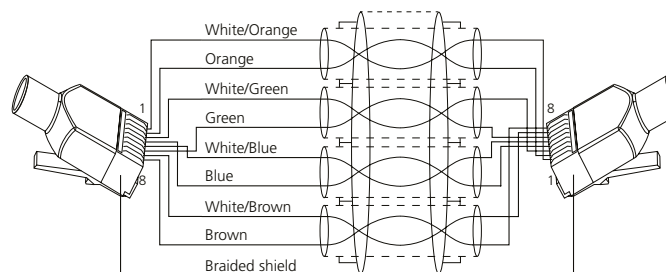 White/Orange
Orange
White/Green
1
8
Green
White/Blue
Blue
8
1
White/Brown
Brown
Braided shield